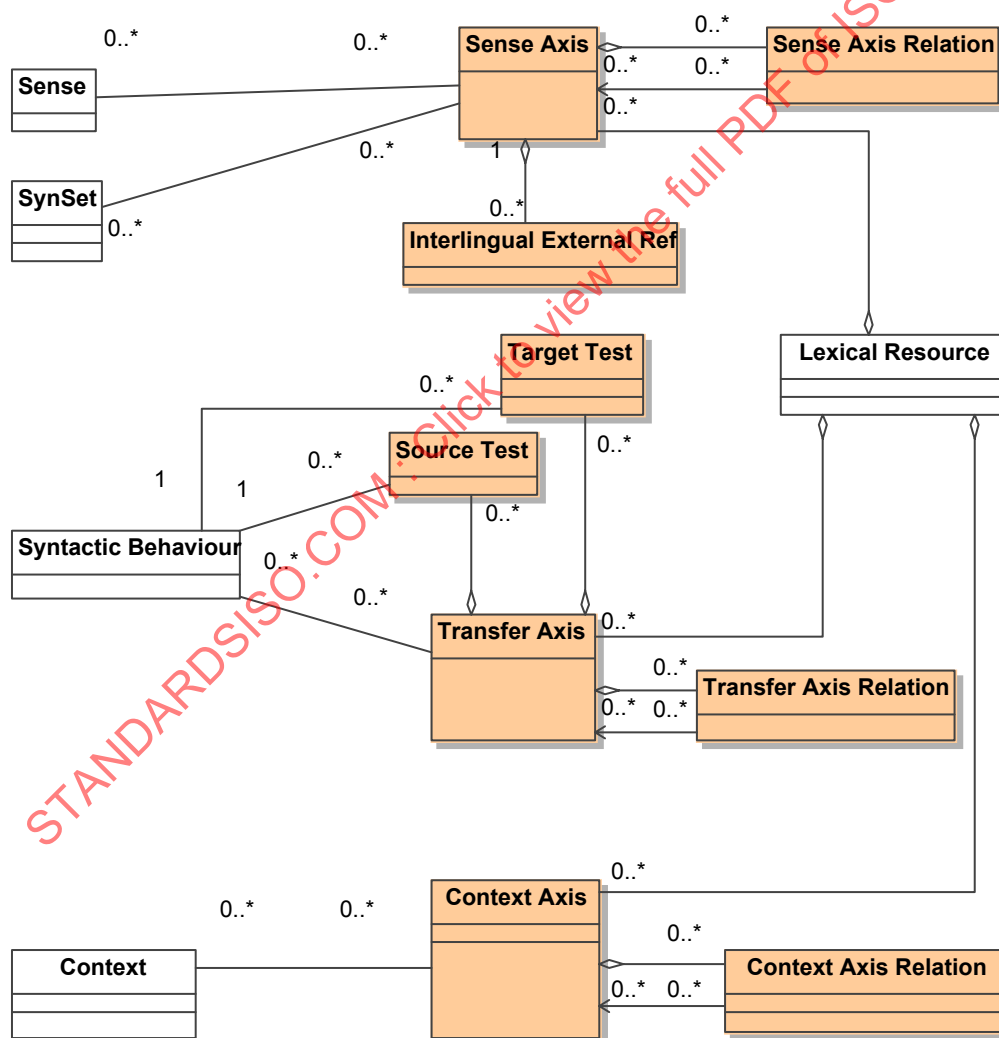 0..*
0..*
Sense Axis
0..*
Sense Axis Relation
0..*
0..*
Sense
0..*
0..*
1
SynSet
0..*
0..*
Interlingual External Ref
Target Test
Lexical Resource
0..*
Source Test
0..*
0..*
1
1
0..*
Syntactic Behaviour
0..*
0..*
Transfer Axis
0..*
0..*
Transfer Axis Relation
0..*
0..*
Context Axis
0..*
0..*
0..*
0..*
Context
Context Axis Relation
0..*
0..*
STANDARDSISO.COM : Click to view the full PDF of